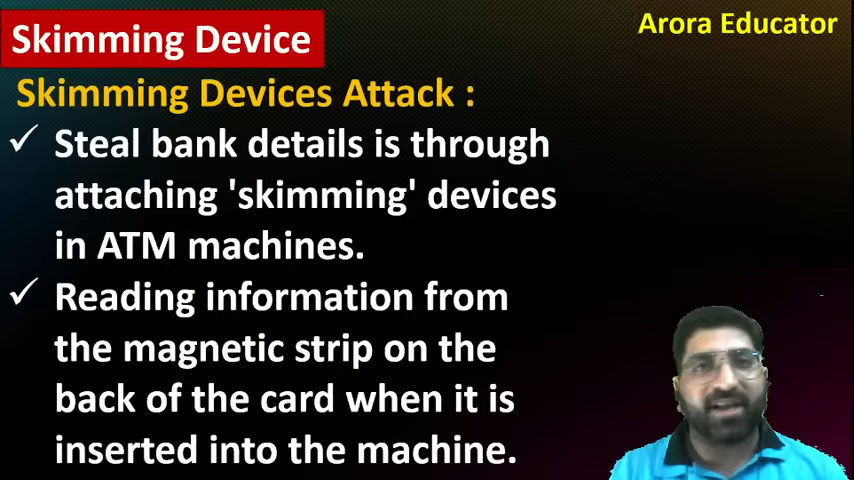 Skimming Device
Arora Educator
Skimming Devices Attack :
✓ Steal bank details is through
attaching 'skimming' devices
in ATM machines.
✓ Reading information from
the magnetic strip on the
back of the card when it is
inserted into the machine.